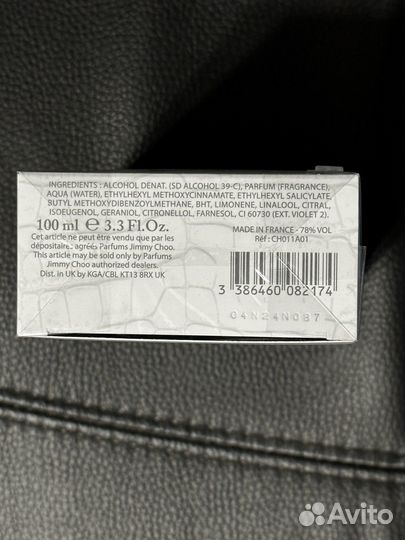 INGREDIENTS : ALCOHOL DENAT. (SD ALCOHOL 39-C), PARFUM (FRAGRANCE),
AQUA (WATER), ETHYLHEXYL METHOXYCINNAMATE, ETHYLHEXYL SALICYLATE,
BUTYL METHOXYDIBENZOYLMETHANE, BHT, LIMONENE, LINALOOL, CITRAL,
ISOEUGENOL, GERANIOL, CITRONELLOL, FARNESOL, CI 60730 (EXT. VIOLET 2).
100 ml ℮ 3.3 Fl.Oz.
Cet article ne peut être vendu que par les
dépositaires agréés Parfums Jimmy Choo.
This article may be sold only by Parfums
Jimmy Choo authorized dealers.
Dist. in UK by KGA/CBL KT13 8RX UK
MADE IN FRANCE - 78% VOL
Réf.: CH011A01
3 386460 082174
04N24N087
Avito